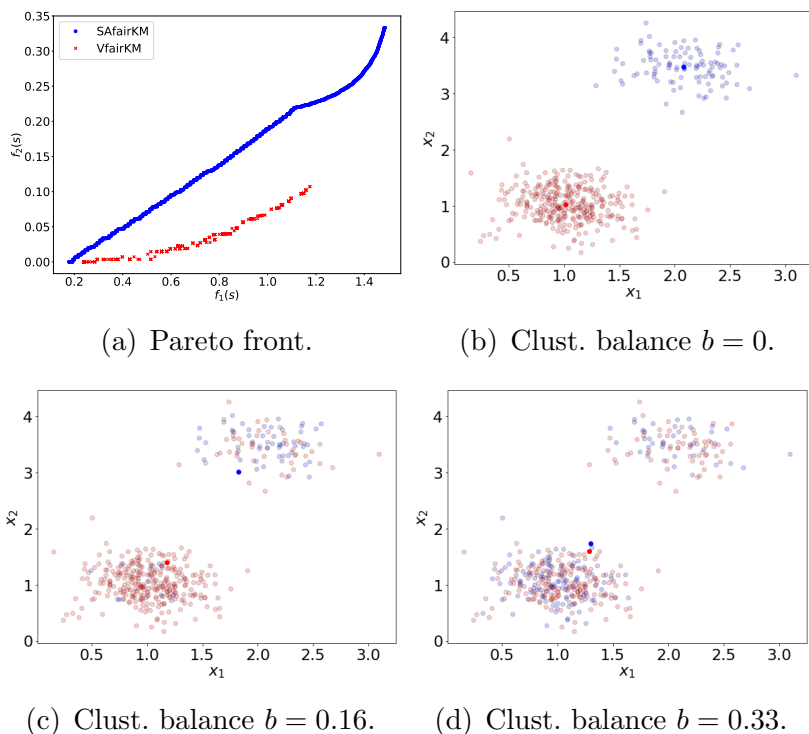 0.35
0.30
0.25
0.20
0.15
0.10
0.05
0.00
f₂(s)
SAfairKM
VfairKM
0.2 0.4 0.6 0.8 1.0 1.2 1.4
f₁(s)
(a) Pareto front.
4
3
2
1
0
x₂
0.5 1.0 1.5 2.0 2.5 3.0
x₁
(b) Clust. balance b = 0.
4
3
2
1
0
x₂
0.5 1.0 1.5 2.0 2.5 3.0
x₁
(c) Clust. balance b = 0.16.
4
3
2
1
0
x₂
0.5 1.0 1.5 2.0 2.5 3.0
x₁
(d) Clust. balance b = 0.33.